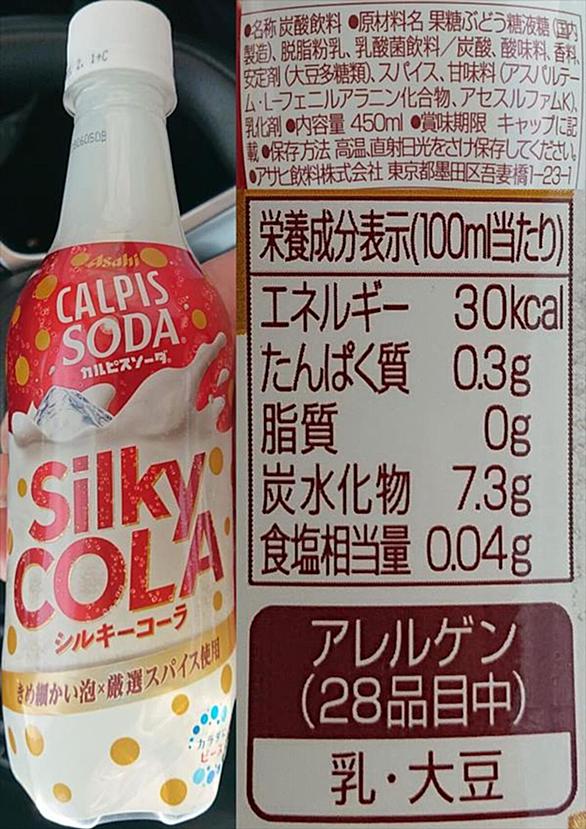 2. 1+C
Asahi
CALPIS
SODA
カルピスソーダ
Silky
COLA
シルキーコーラ
きめ細かい泡×厳選スパイス使用
カラダに
ピース
●名称 炭酸飲料 ●原材料名 果糖ぶどう糖液糖(国内
製造)、脱脂粉乳、乳酸菌飲料/炭酸、酸味料、香料、
安定剤(大豆多糖類)、スパイス、甘味料(アスパルテー
ム・L-フェニルアラニン化合物、アセスルファムK)、
乳化剤 ●内容量 450ml ●賞味期限 キャップに記
載 ●保存方法 高温、直射日光をさけ保存してください。
●アサヒ飲料株式会社 東京都墨田区吾妻橋1-23-1
栄養成分表示(100ml当たり)
エネルギー 30kcal
たんぱく質 0.3g
脂質 0g
炭水化物 7.3g
食塩相当量 0.04g
アレルゲン
(28品目中)
乳・大豆